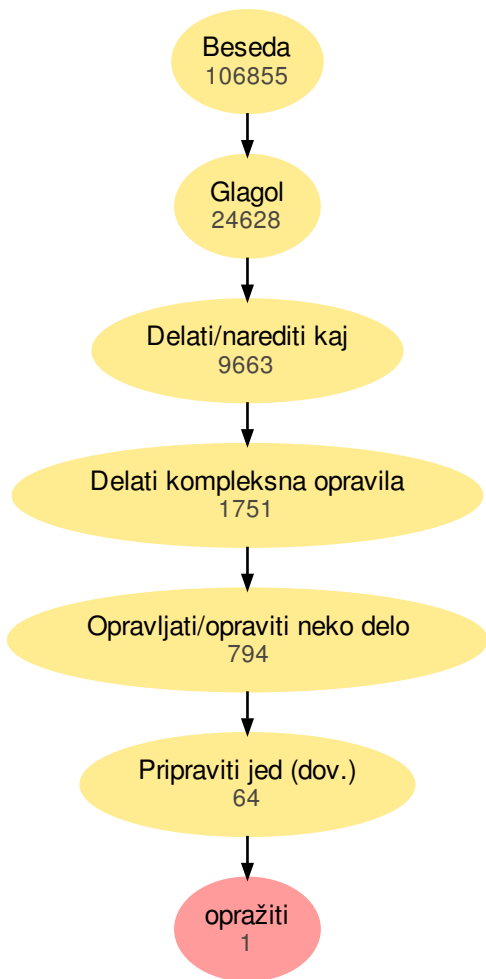 Beseda
106855
Glagol
24628
Delati/narediti kaj
9663
Delati kompleksna opravila
1751
Opravljati/opraviti neko delo
794
Pripraviti jed (dov.)
64
opražiti
1